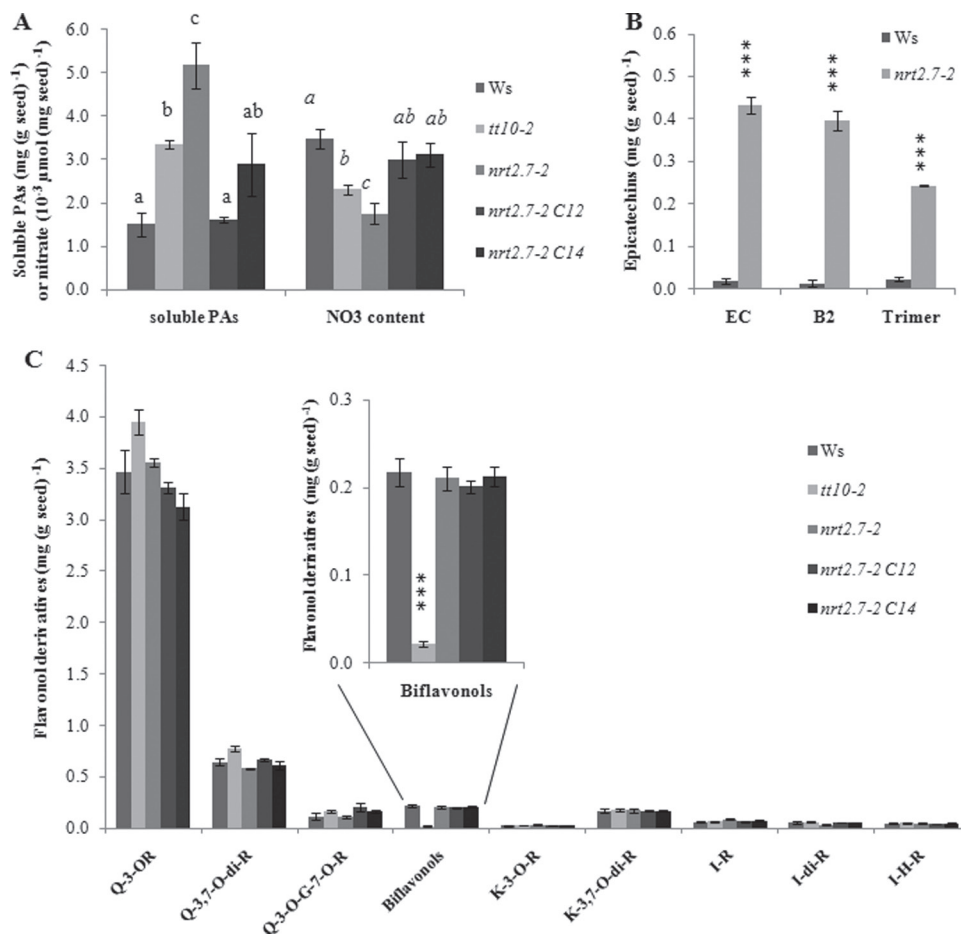 A
Soluble PAs (mg (g seed)⁻¹)
or nitrate (10⁻³ µmol (mg seed)⁻¹)
6.0
5.0
4.0
3.0
2.0
1.0
0.0
a
b
c
a
ab
a
b
c
ab
ab
soluble PAs
NO3 content
Ws
tt10-2
nrt2.7-2
nrt2.7-2 C12
nrt2.7-2 C14
B
Epicatechins (mg (g seed)⁻¹)
0.6
0.5
0.4
0.3
0.2
0.1
0.0
***
***
***
EC
B2
Trimer
Ws
nrt2.7-2
C
Flavonol derivatives (mg (g seed)⁻¹)
4.5
4.0
3.5
3.0
2.5
2.0
1.5
1.0
0.5
0.0
Flavonol derivatives (mg (g seed)⁻¹)
0.3
0.2
0.1
0.0
***
Biflavonols
Ws
tt10-2
nrt2.7-2
nrt2.7-2 C12
nrt2.7-2 C14
Q-3-OR
Q-3,7-O-di-R
Q-3-O-G-7-O-R
Biflavonols
K-3-O-R
K-3,7-O-di-R
I-R
I-di-R
I-H-R